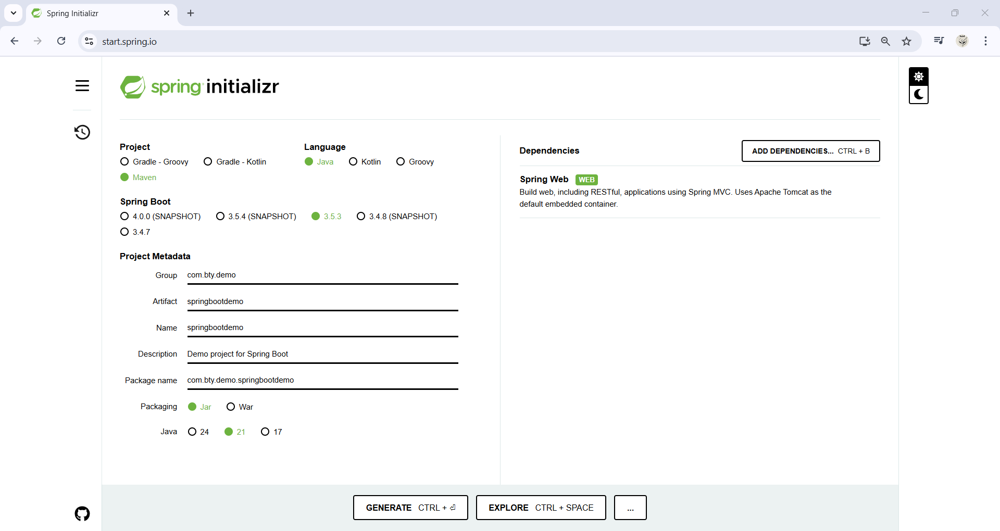 Spring Initializr
start.spring.io
spring initializr
Project
Gradle - Groovy Gradle - Kotlin
Maven
Language
Java Kotlin Groovy
Spring Boot
4.0.0 (SNAPSHOT) 3.5.4 (SNAPSHOT) 3.5.3 3.4.8 (SNAPSHOT)
3.4.7
Project Metadata
Group com.bty.demo
Artifact springbootdemo
Name springbootdemo
Description Demo project for Spring Boot
Package name com.bty.demo.springbootdemo
Packaging Jar War
Java 24 21 17
Dependencies ADD DEPENDENCIES... CTRL + B
Spring Web WEB
Build web, including RESTful, applications using Spring MVC. Uses Apache Tomcat as the
default embedded container.
GENERATE CTRL + ⏎ EXPLORE CTRL + SPACE ...